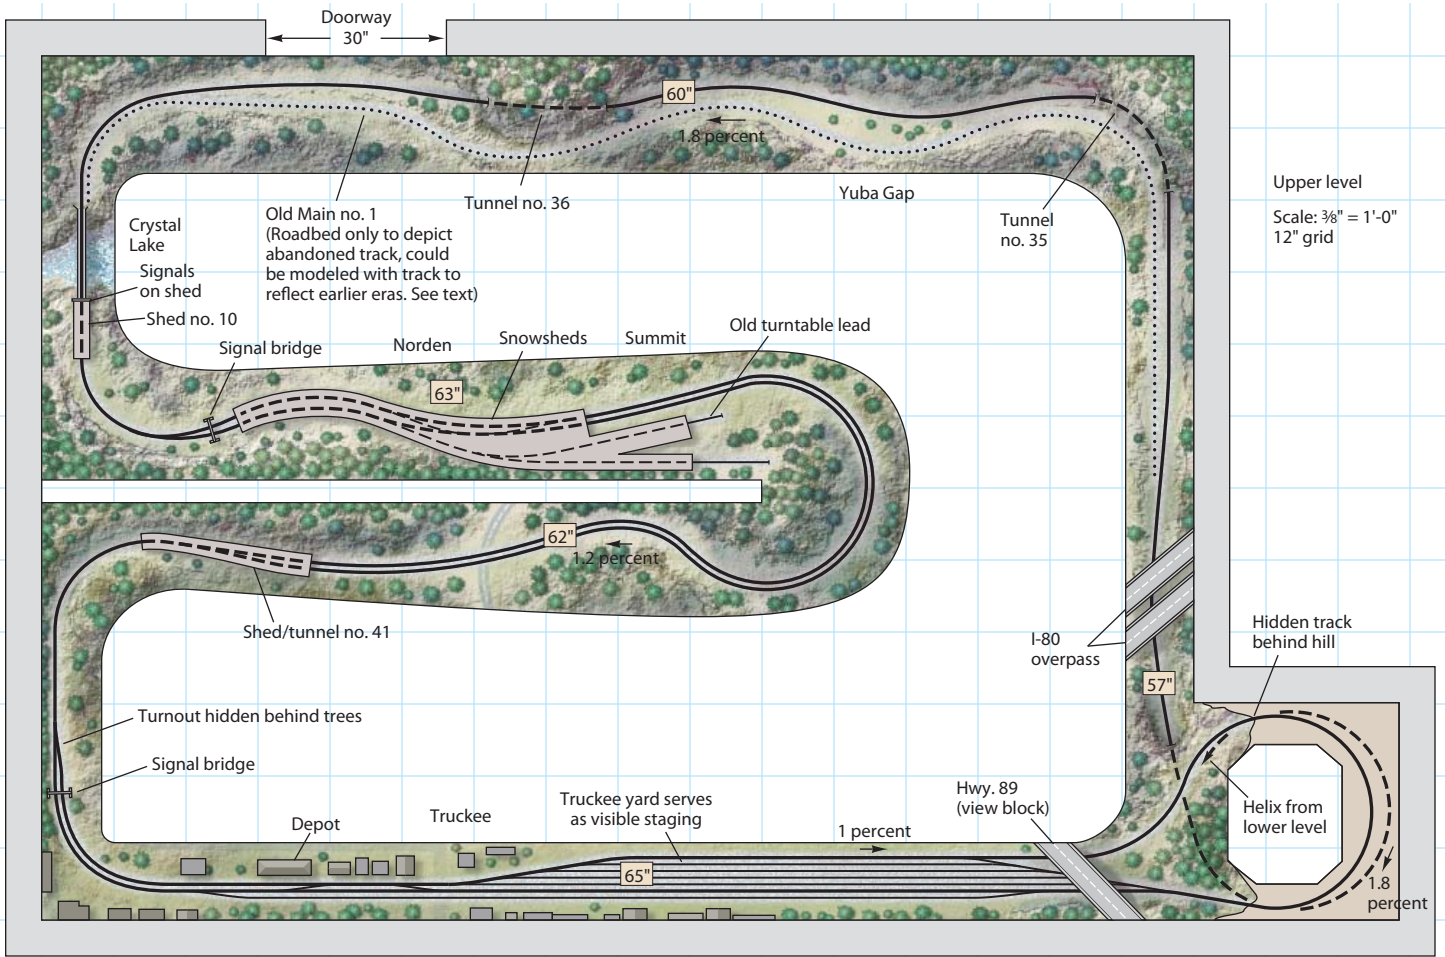 Doorway
30"
60"
1.8 percent
Yuba Gap
Tunnel no. 36
Tunnel
no. 35
Upper level
Scale: ⅜" = 1'-0"
12" grid
Crystal
Lake
Signals
on shed
Shed no. 10
Old Main no. 1
(Roadbed only to depict
abandoned track, could
be modeled with track to
reflect earlier eras. See text)
Signal bridge
Norden
Snowsheds
Summit
Old turntable lead
63"
62"
1.2 percent
Shed/tunnel no. 41
I-80
overpass
57"
Hidden track
behind hill
Turnout hidden behind trees
Signal bridge
Depot
Truckee
Truckee yard serves
as visible staging
1 percent
Hwy. 89
(view block)
Helix from
lower level
65"
1.8
percent